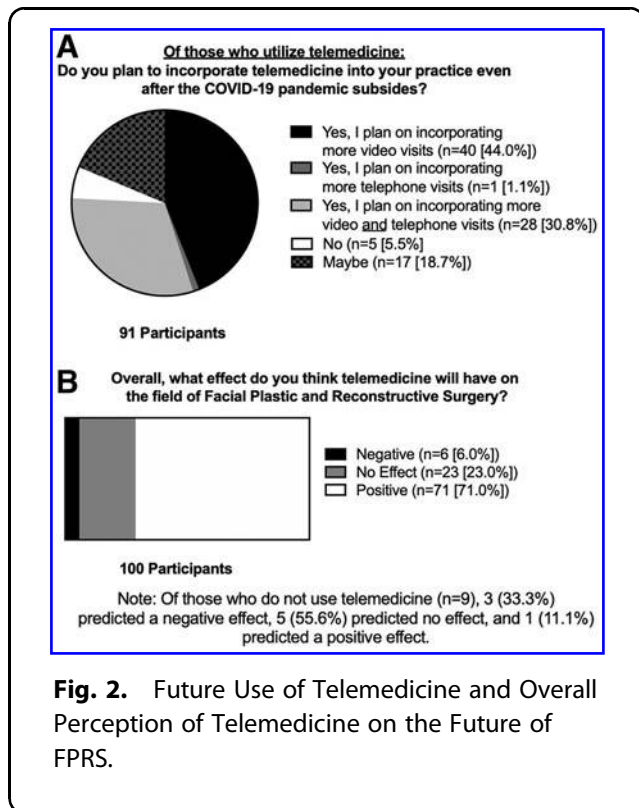 A
Of those who utilize telemedicine:
Do you plan to incorporate telemedicine into your practice even
after the COVID-19 pandemic subsides?
Yes, I plan on incorporating
more video visits (n=40 [44.0%])
Yes, I plan on incorporating
more telephone visits (n=1 [1.1%])
Yes, I plan on incorporating more
video and telephone visits (n=28 [30.8%])
No (n=5 [5.5%]
Maybe (n=17 [18.7%])
91 Participants
B
Overall, what effect do you think telemedicine will have on
the field of Facial Plastic and Reconstructive Surgery?
Negative (n=6 [6.0%])
No Effect (n=23 [23.0%])
Positive (n=71 [71.0%])
100 Participants
Note: Of those who do not use telemedicine (n=9), 3 (33.3%)
predicted a negative effect, 5 (55.6%) predicted no effect, and 1 (11.1%)
predicted a positive effect.
Fig. 2. Future Use of Telemedicine and Overall
Perception of Telemedicine on the Future of
FPRS.